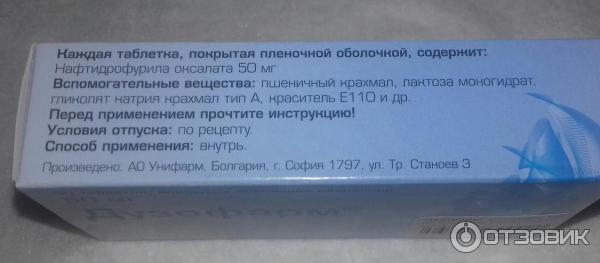 Каждая таблетка, покрытая пленочной оболочкой, содержит:
Нафтидрофурила оксалата 50 мг
Вспомогательные вещества: пшеничный крахмал, лактоза моногидрат,
гликолят натрия крахмал тип А, краситель Е110 и др.
Перед применением прочтите инструкцию!
Условия отпуска: по рецепту.
Способ применения: внутрь.
Произведено: АО Унифарм, Болгария, г. София 1797, ул. Тр. Станоев 3
50 мг
Дузофарм
ОТЗОВИК